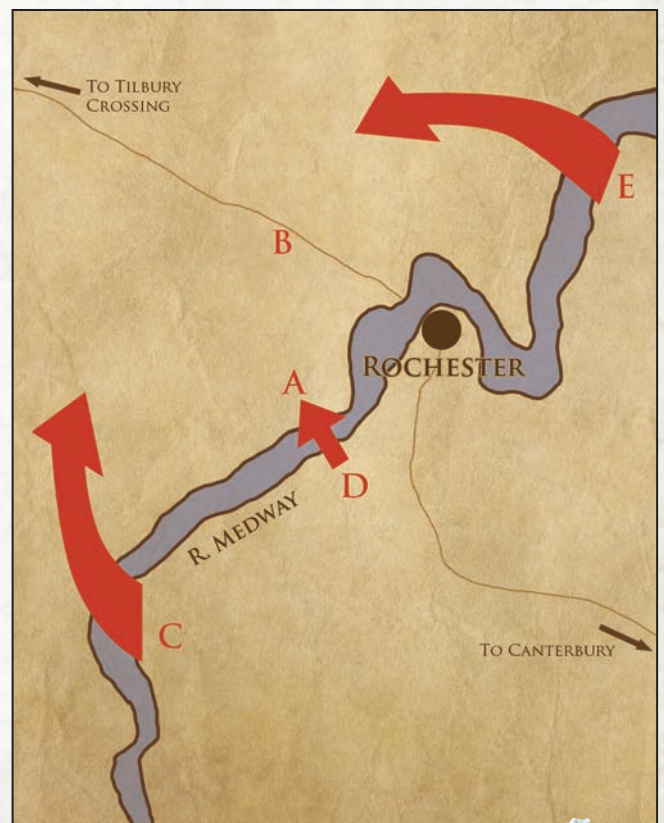 To Tilbury
Crossing
E
B
Rochester
A
D
R. Medway
C
To Canterbury